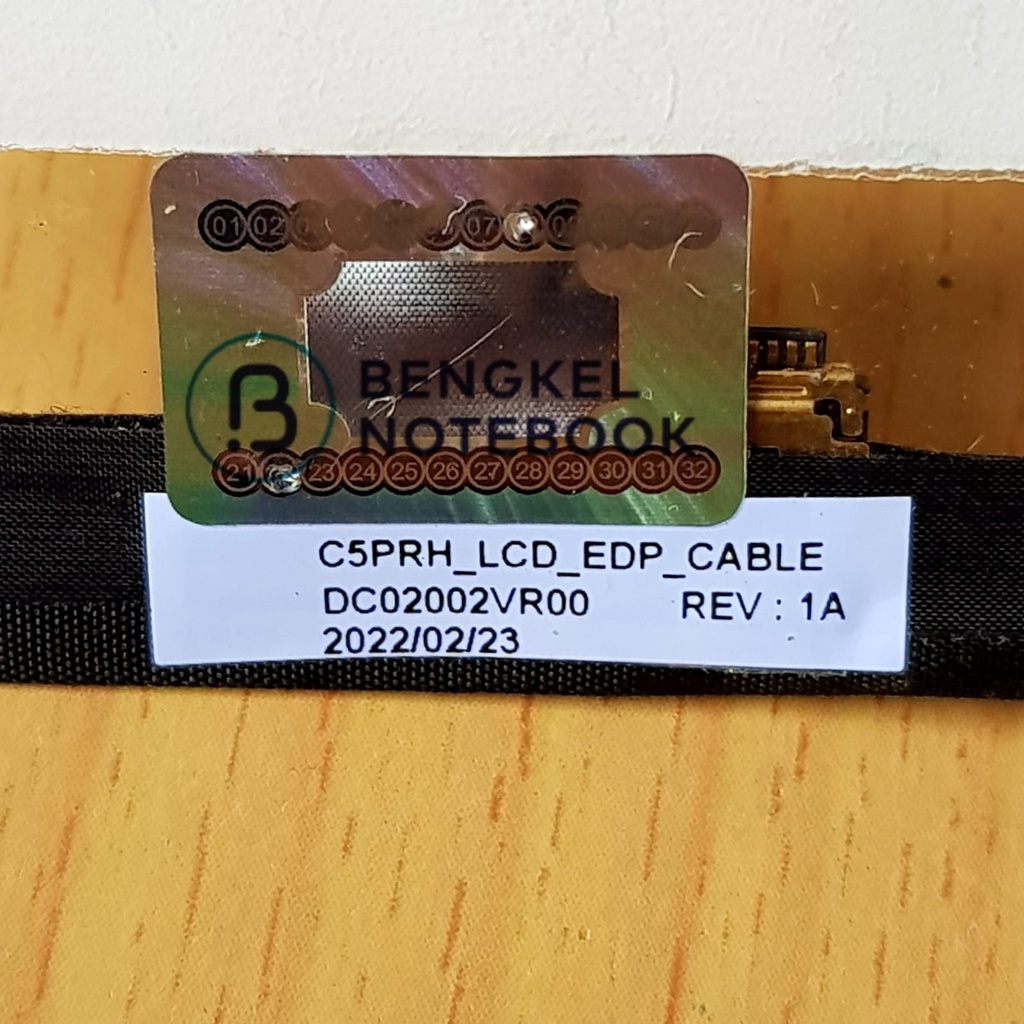 01 02 07
BENGKEL
NOTEBOOK
21 23 24 25 26 27 28 29 30 31 32
C5PRH_LCD_EDP_CABLE
DC02002VR00 REV : 1A
2022/02/23